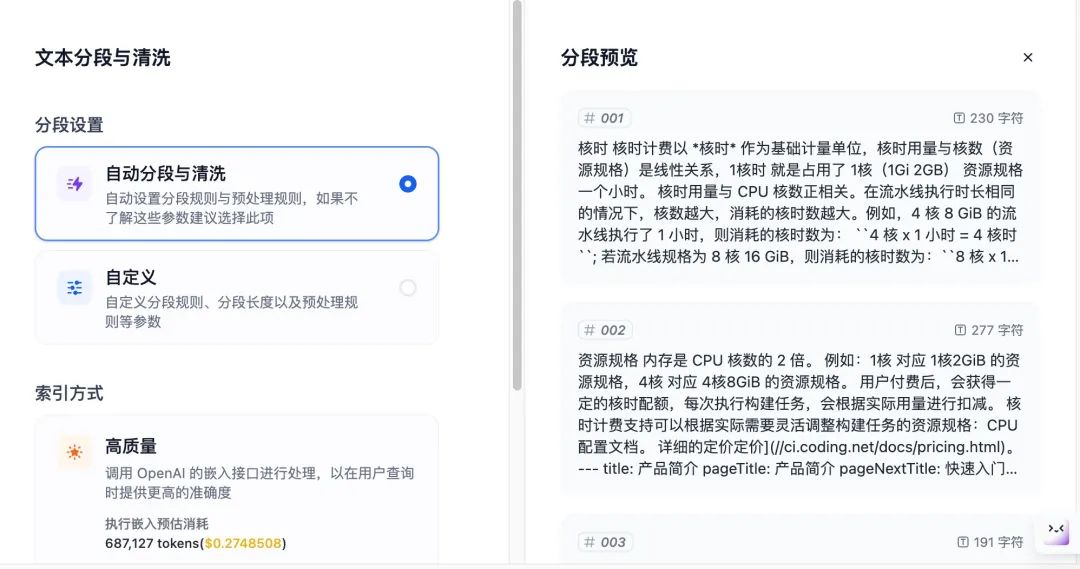 文本分段与清洗
分段设置
自动分段与清洗
自动设置分段规则与预处理规则，如果不
了解这些参数建议选择此项
自定义
自定义分段规则、分段长度以及预处理规
则等参数
索引方式
高质量
调用 OpenAI 的嵌入接口进行处理，以在用户查询
时提供更高的准确度
执行嵌入预估消耗
687,127 tokens($0.2748508)
分段预览
# 001
230 字符
核时 核时计费以 *核时* 作为基础计量单位，核时用量与核数（资
源规格）是线性关系，1核时 就是占用了 1核（1Gi 2GB） 资源规格
一个小时。 核时用量与 CPU 核数正相关。在流水线执行时长相同
的情况下，核数越大，消耗的核时数越大。例如，4 核 8 GiB 的流
水线执行了 1 小时，则消耗的核时数为： ``4 核 x 1 小时 = 4 核时
``; 若流水线规格为 8 核 16 GiB，则消耗的核时数为：``8 核 x 1...
# 002
277 字符
资源规格 内存是 CPU 核数的 2 倍。 例如：1核 对应 1核2GiB 的资
源规格，4核 对应 4核8GiB 的资源规格。 用户付费后，会获得一
定的核时配额，每次执行构建任务，会根据实际用量进行扣减。 核
时计费支持可以根据实际需要灵活调整构建任务的资源规格：CPU
配置文档。 详细的定价定价](//ci.coding.net/docs/pricing.html)。
--- title: 产品简介 pageTitle: 产品简介 pageNextTitle: 快速入门...
# 003
191 字符